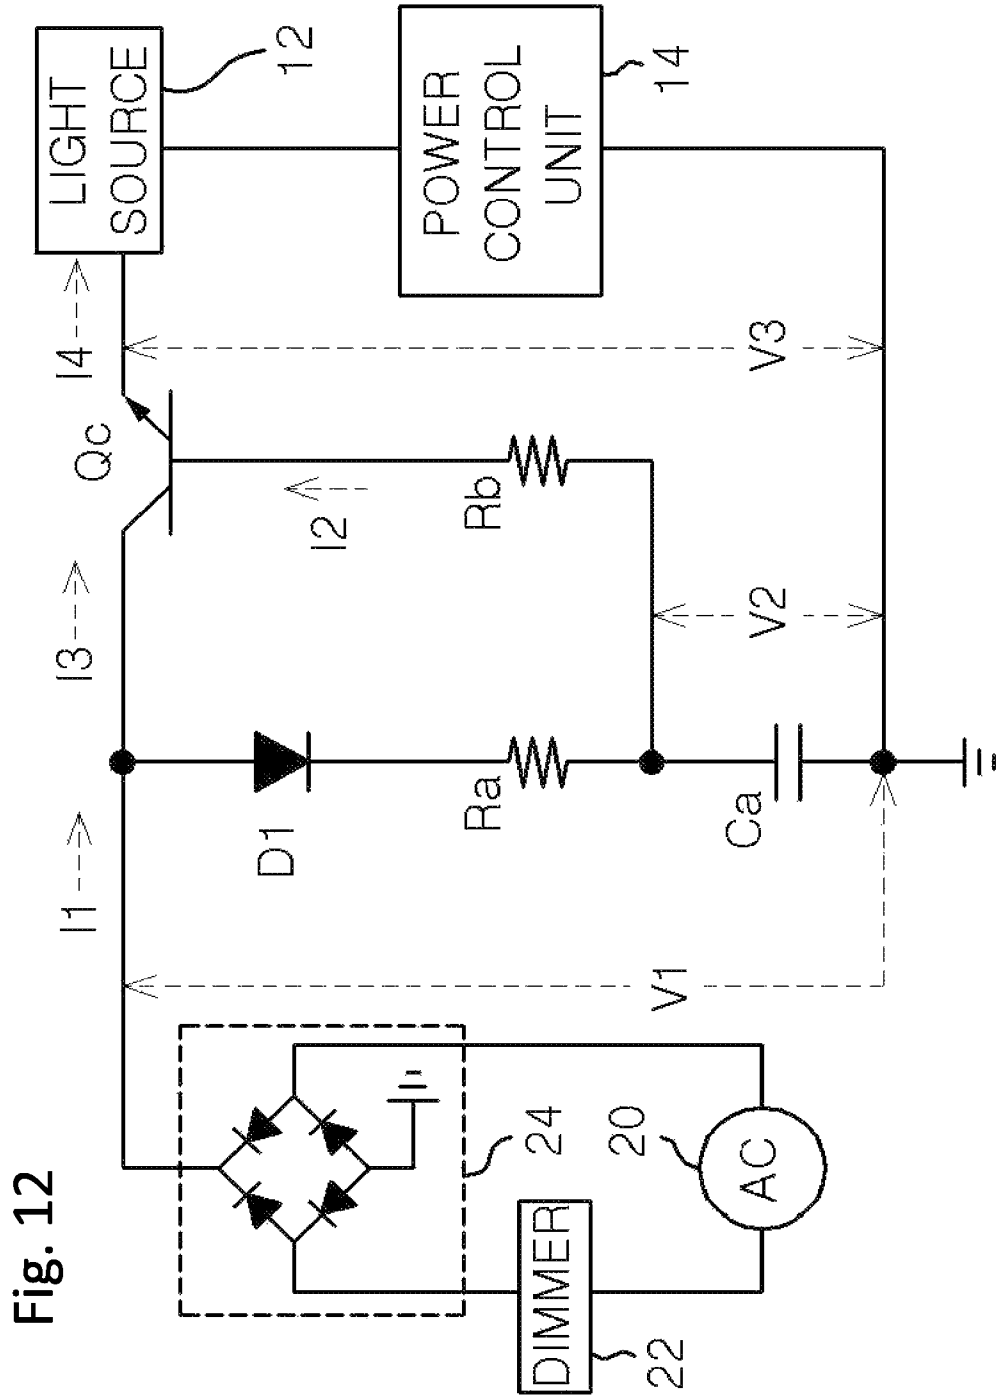 Fig. 12
I1
I3
I4
LIGHT
SOURCE
12
Qc
D1
I2
Ra
Rb
POWER
CONTROL
UNIT
14
24
DIMMER
22
20
AC
V1
Ca
V2
V3